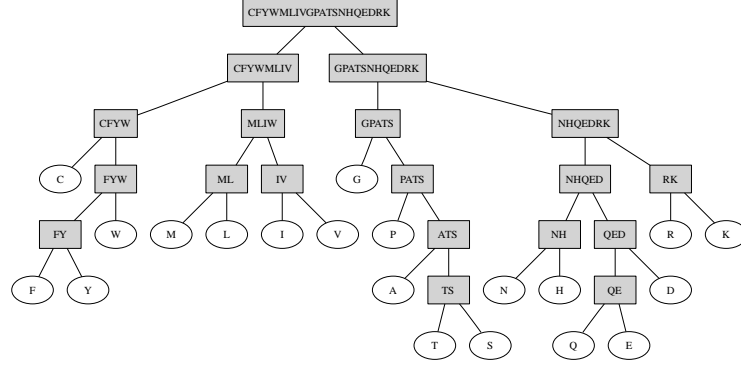 CFYWMLIVGPATSNHQEDRK
CFYWMLIV GPATSNHQEDRK
CFYW MLIW GPATS NHQEDRK
C FYW ML IV G PATS NHQED RK
FY W M L I V P ATS NH QED R K
F Y A TS N H QE D
T S Q E